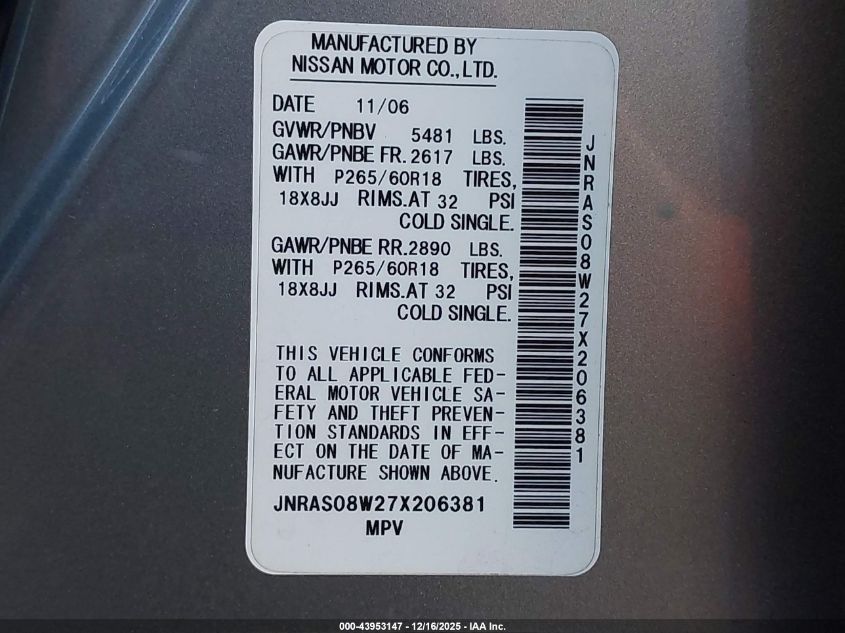 MANUFACTURED BY
NISSAN MOTOR CO., LTD.
DATE 11/06
GVWR/PNBV 5481 LBS.
GAWR/PNBE FR. 2617 LBS.
WITH P265/60R18 TIRES,
18X8JJ RIMS. AT 32 PSI
COLD SINGLE.
GAWR/PNBE RR. 2890 LBS.
WITH P265/60R18 TIRES,
18X8JJ RIMS. AT 32 PSI
COLD SINGLE.
THIS VEHICLE CONFORMS
TO ALL APPLICABLE FED-
ERAL MOTOR VEHICLE SA-
FETY AND THEFT PREVEN-
TION STANDARDS IN EFF-
ECT ON THE DATE OF MA-
NUFACTURE SHOWN ABOVE.
JNRAS08W27X206381
MPV
JNRAS08W27X206381
000-43953147 - 12/16/2025 - IAA Inc.